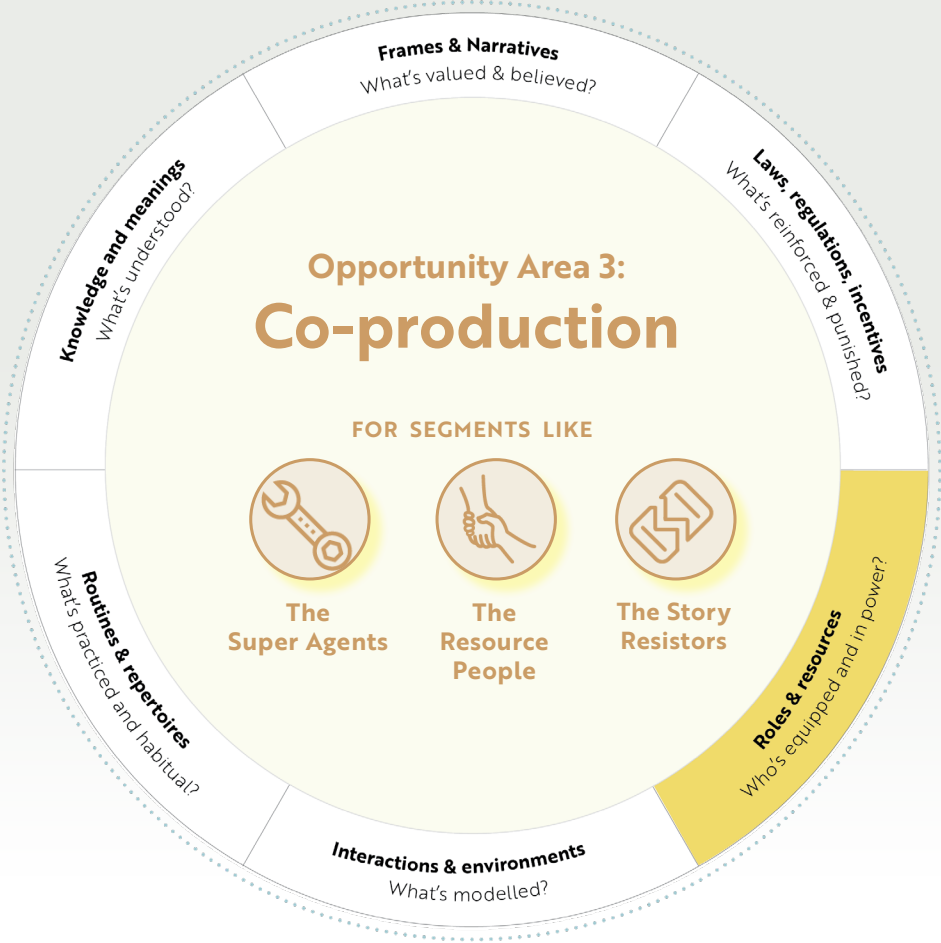 Frames & Narratives
What's valued & believed?
Laws, regulations, incentives
What's reinforced & punished?
Roles & resources
Who's equipped and in power?
Interactions & environments
What's modelled?
Routines & repertoires
What's practiced and habitual?
Knowledge and meanings
What's understood?
Opportunity Area 3:
Co-production
FOR SEGMENTS LIKE
The
Super Agents
The
Resource
People
The Story
Resistors